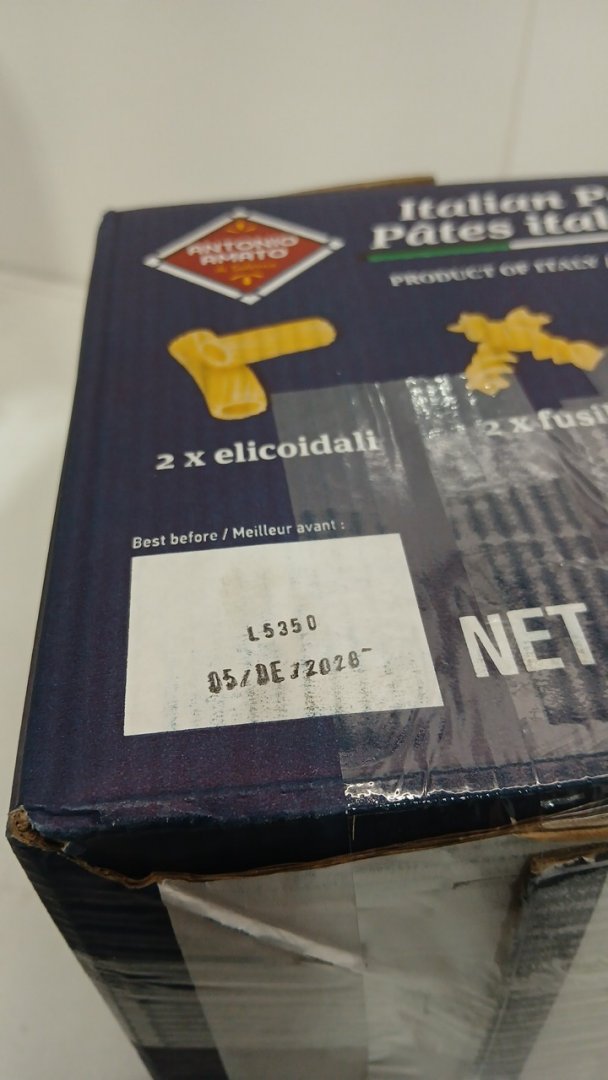 ANTONIO
AMATO
Italian P
Pâtes ital
PRODUCT OF ITALY
2 x elicoidali
2 x fusil
Best before / Meilleur avant :
L5350
05/DE/2028
NET